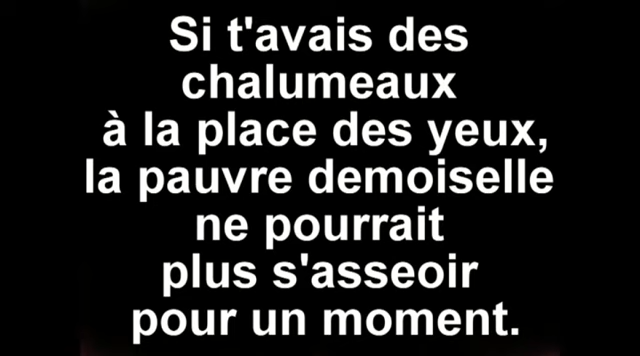 Si t'avais des
chalumeaux
à la place des yeux,
la pauvre demoiselle
ne pourrait
plus s'asseoir
pour un moment.